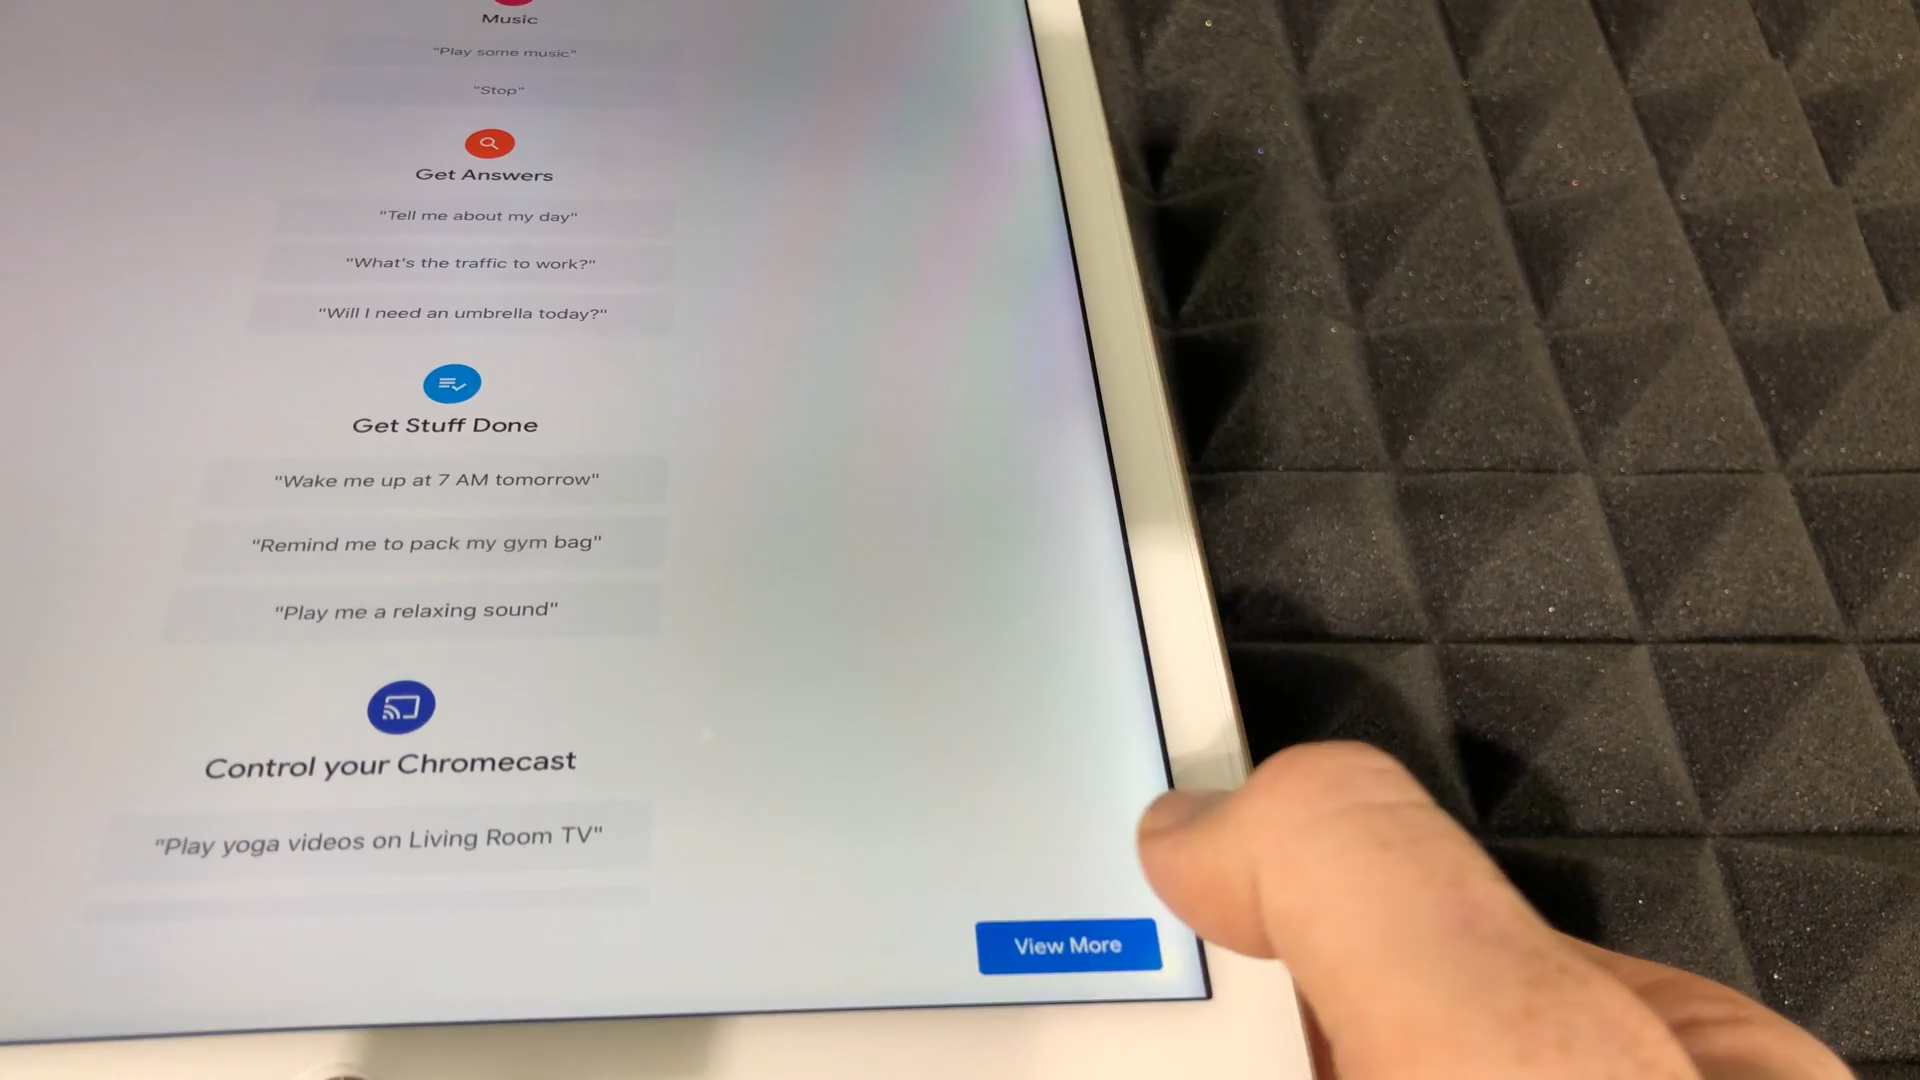 Music
"Play some music"
"Stop"
Get Answers
"Tell me about my day"
"What's the traffic to work?"
"Will I need an umbrella today?"
Get Stuff Done
"Wake me up at 7 AM tomorrow"
"Remind me to pack my gym bag"
"Play me a relaxing sound"
Control your Chromecast
"Play yoga videos on Living Room TV"
View More